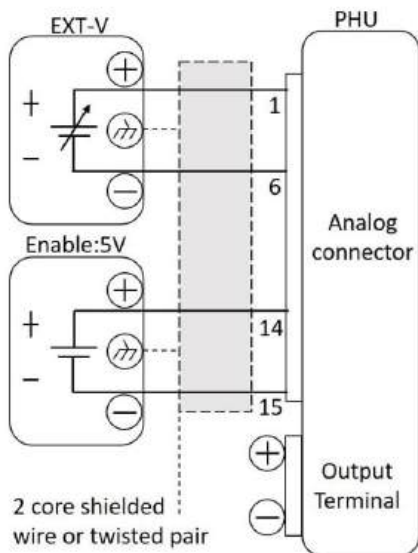 EXT-V
PHU
+
+
1
-
6
-
Analog
connector
Enable:5V
+
+
14
-
15
-
+
Output
Terminal
-
2 core shielded
wire or twisted pair